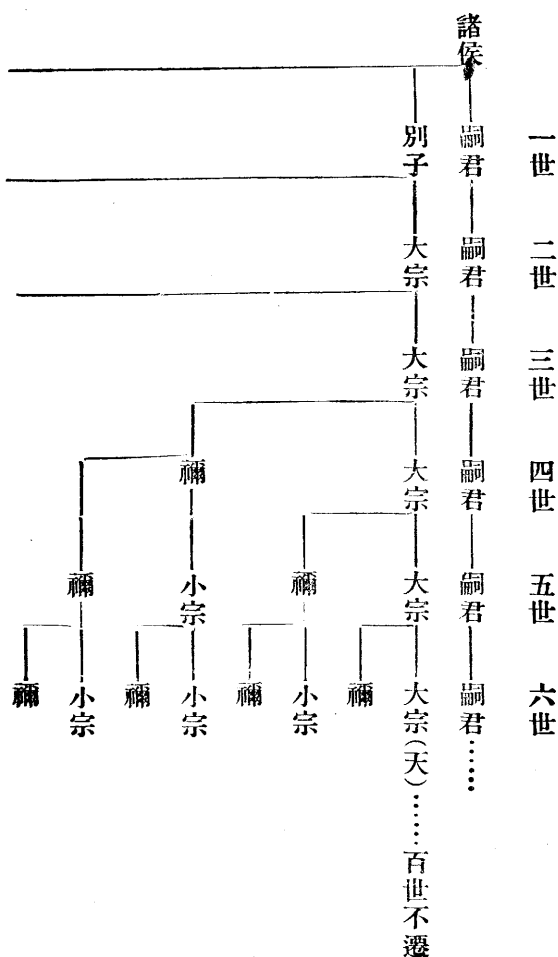 一世
二世
三世
四世
五世
六世
諸侯
嗣君
嗣君
嗣君
嗣君
嗣君
嗣君……
別子
大宗
大宗
大宗
大宗
大宗(天)……百世不遷
禰
禰
小宗
禰
禰
小宗
小宗
禰
禰
小宗
禰